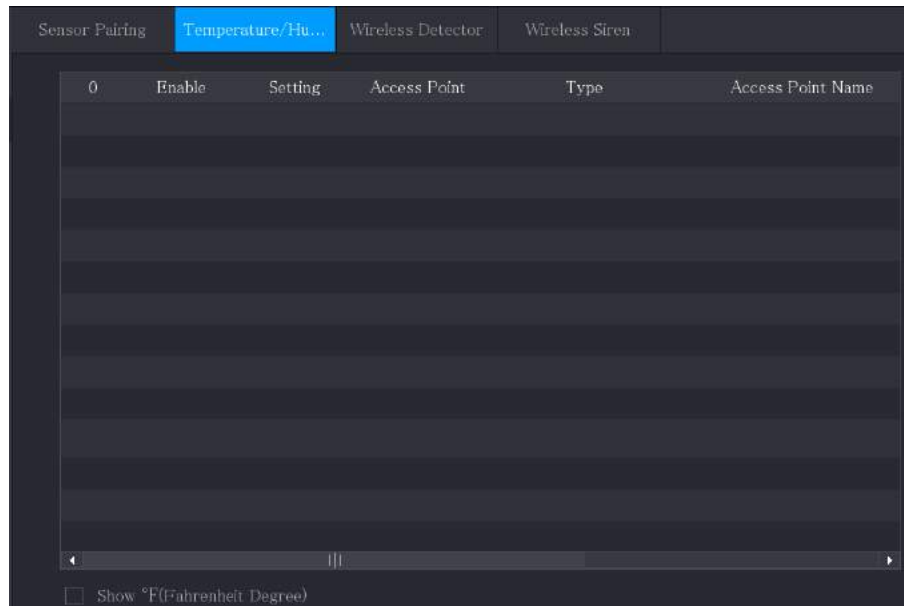 Sensor Pairing Temperature/Hu... Wireless Detector Wireless Siren
0 Enable Setting Access Point Type Access Point Name
Show °F(Fahrenheit Degree)